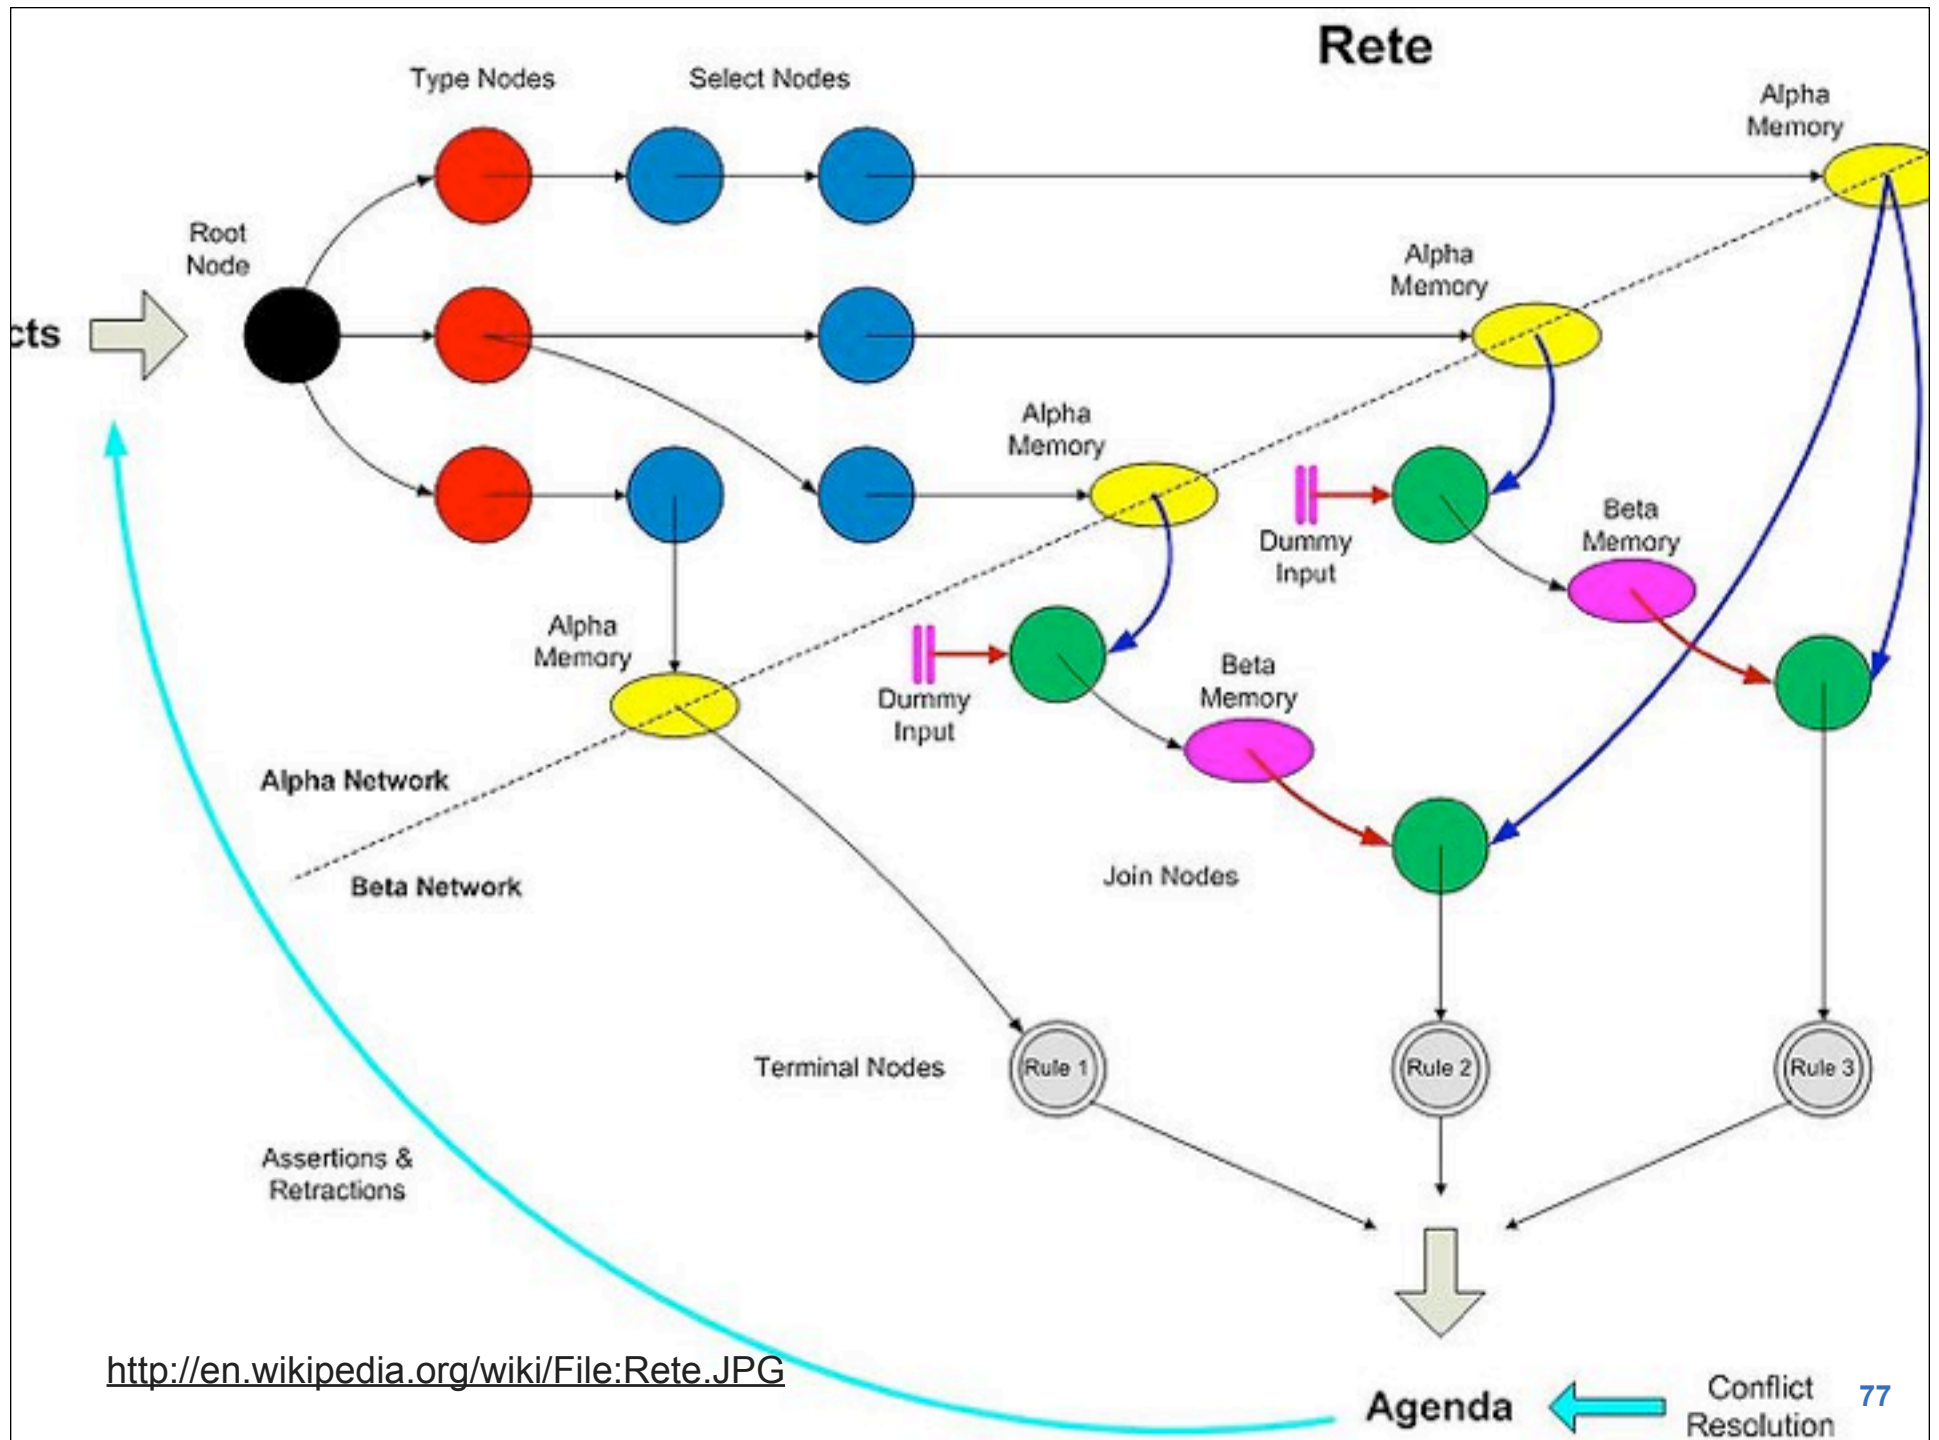 Rete
Type Nodes
Select Nodes
Alpha
Memory
Root
Node
Alpha
Memory
cts
Alpha
Memory
Beta
Memory
Dummy
Input
Alpha
Memory
Beta
Memory
Dummy
Input
Alpha Network
Beta Network
Join Nodes
Terminal Nodes
Rule 1
Rule 2
Rule 3
Assertions &
Retractions
http://en.wikipedia.org/wiki/File:Rete.JPG
Agenda
Conflict
Resolution
77